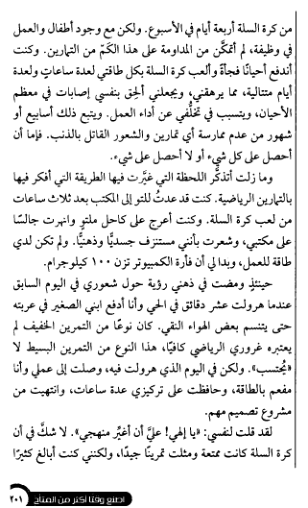 من كرة السلة أربعة أيام في الأسبوع. ولكن مع وجود أطفال والعمل
في وظيفة، لم أتمكَّن من المداومة على هذا الكَمّ من التمارين. وكنت
أندفع أحيانًا فجأةً وألعب كرة السلة بكل طاقتي لعدة ساعاتٍ ولعدة
أيام متتالية، مما يرهقني، ويجعلني أُلحِق بنفسي إصابات في معظم
الأحيان، ويتسبب في تخلُّفي عن أداء العمل. ويتبع ذلك أسابيع أو
شهور من عدم ممارسة أي تمارين والشعور القاتل بالذنب. فإما أن
أحصل على كل شيء أو لا أحصل على شيء.
وما زلت أتذكَّر اللحظة التي غيَّرت فيها الطريقة التي أفكر فيها
بالتمارين الرياضية. كنت قد عدتُ للتو إلى المكتب بعد ثلاث ساعات
من لعب كرة السلة. وكنت أعرج على كاحل ملتوٍ وانهرت جالسًا
على مكتبي، وشعرت بأنني مستنزف جسديًّا وذهنيًّا. ولم تكن لدي
طاقة للعمل، وبدا لي أن فأرة الكمبيوتر تزن ١٠٠ كيلوجرام.
حينئذٍ ومضت في ذهني رؤية حول شعوري في اليوم السابق
عندما هرولت عشر دقائق في الحي وأنا أدفع ابني الصغير في عربته
حتى يتنسم بعض الهواء النقي. كان نوعًا من التمرين الخفيف لم
يعتبره غروري الرياضي كافيًا، هذا النوع من التمرين البسيط لا
«يُحتسب». ولكن في اليوم الذي هرولت فيه، وصلت إلى عملي وأنا
مفعم بالطاقة، وحافظت على تركيزي عدة ساعات، وانتهيت من
مشروع تصميم مهم.
لقد قلت لنفسي: «يا إلهي! عليَّ أن أغيِّر منهجي». لا شكَّ في أن
كرة السلة كانت ممتعة ومثلت تمرينًا جيدًا، ولكنني كنت أبالغ كثيرًا
اصنع وقتًا أكثر من المتاح ٢٠١